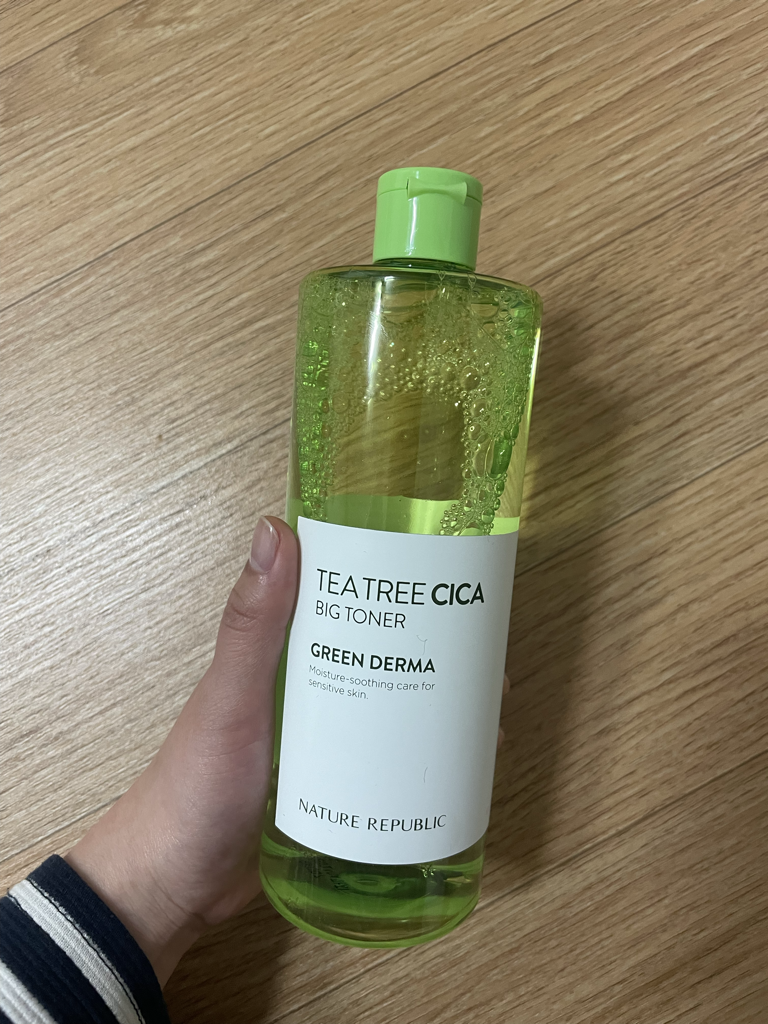 TEA TREE CICA
BIG TONER
GREEN DERMA
Moisture-soothing care for
sensitive skin.
NATURE REPUBLIC